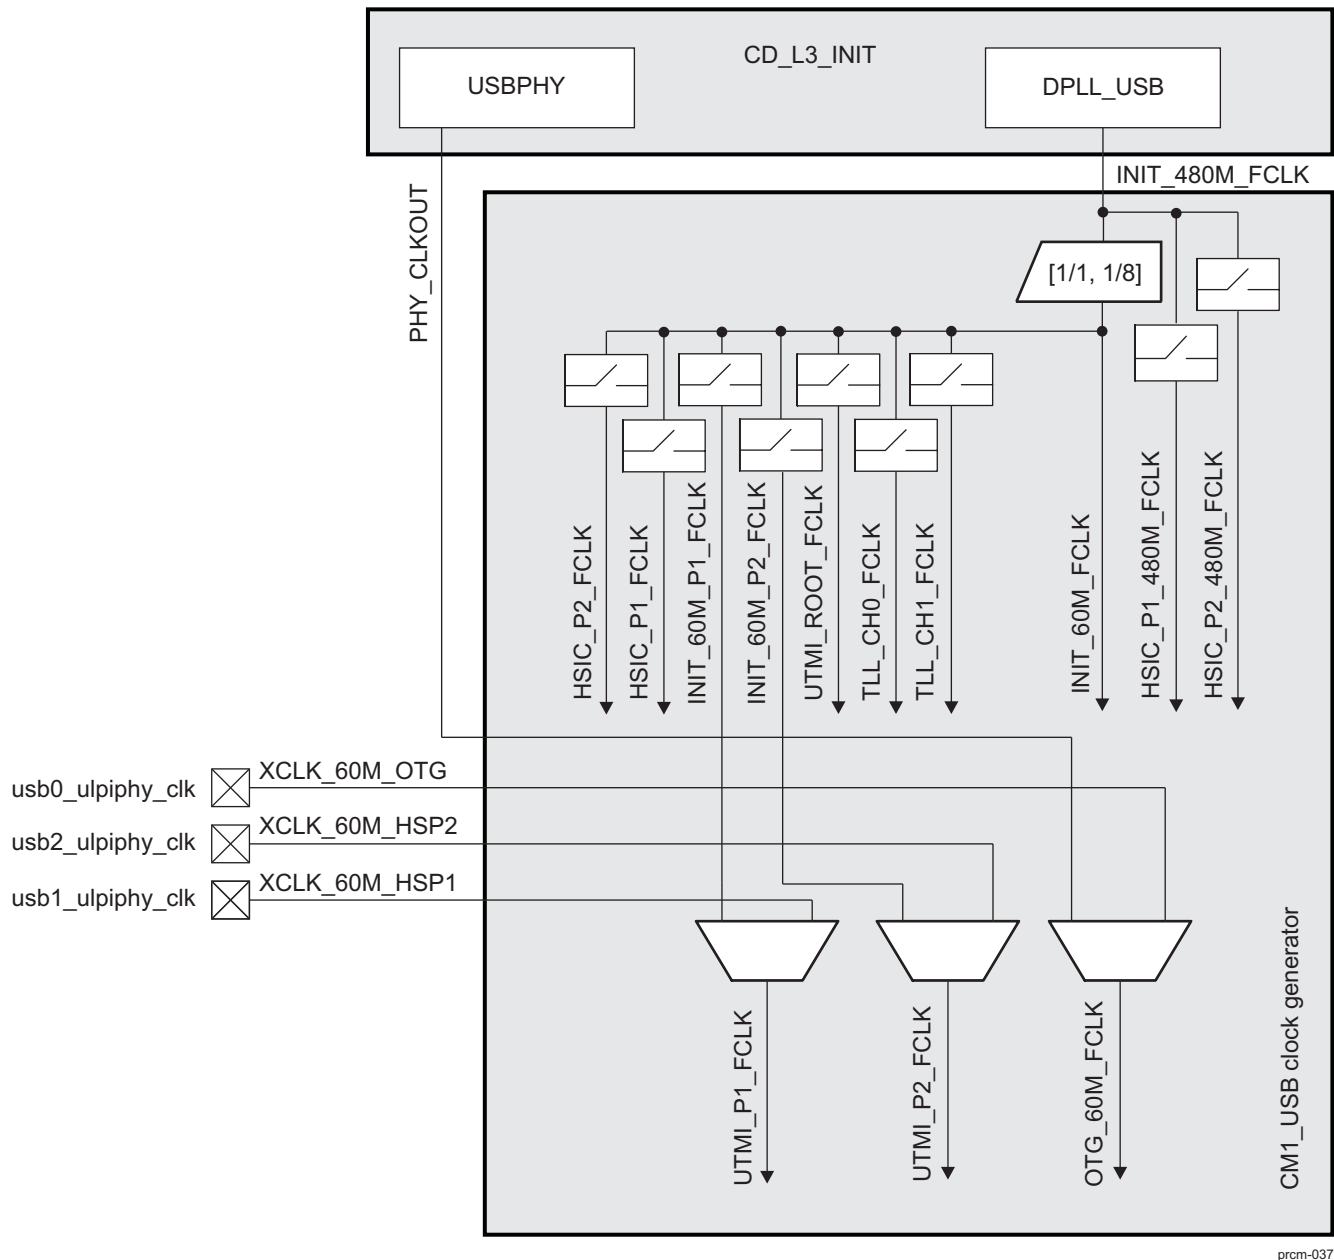 CD_L3_INIT
USBPHY
DPLL_USB
INIT_480M_FCLK
PHY_CLKOUT
[1/1, 1/8]
HSIC_P2_FCLK
HSIC_P1_FCLK
INIT_60M_P1_FCLK
INIT_60M_P2_FCLK
UTMI_ROOT_FCLK
TLL_CH0_FCLK
TLL_CH1_FCLK
INIT_60M_FCLK
HSIC_P1_480M_FCLK
HSIC_P2_480M_FCLK
usb0_ulpiphy_clk
XCLK_60M_OTG
usb2_ulpiphy_clk
XCLK_60M_HSP2
usb1_ulpiphy_clk
XCLK_60M_HSP1
UTMI_P1_FCLK
UTMI_P2_FCLK
OTG_60M_FCLK
CM1_USB clock generator
prcm-037